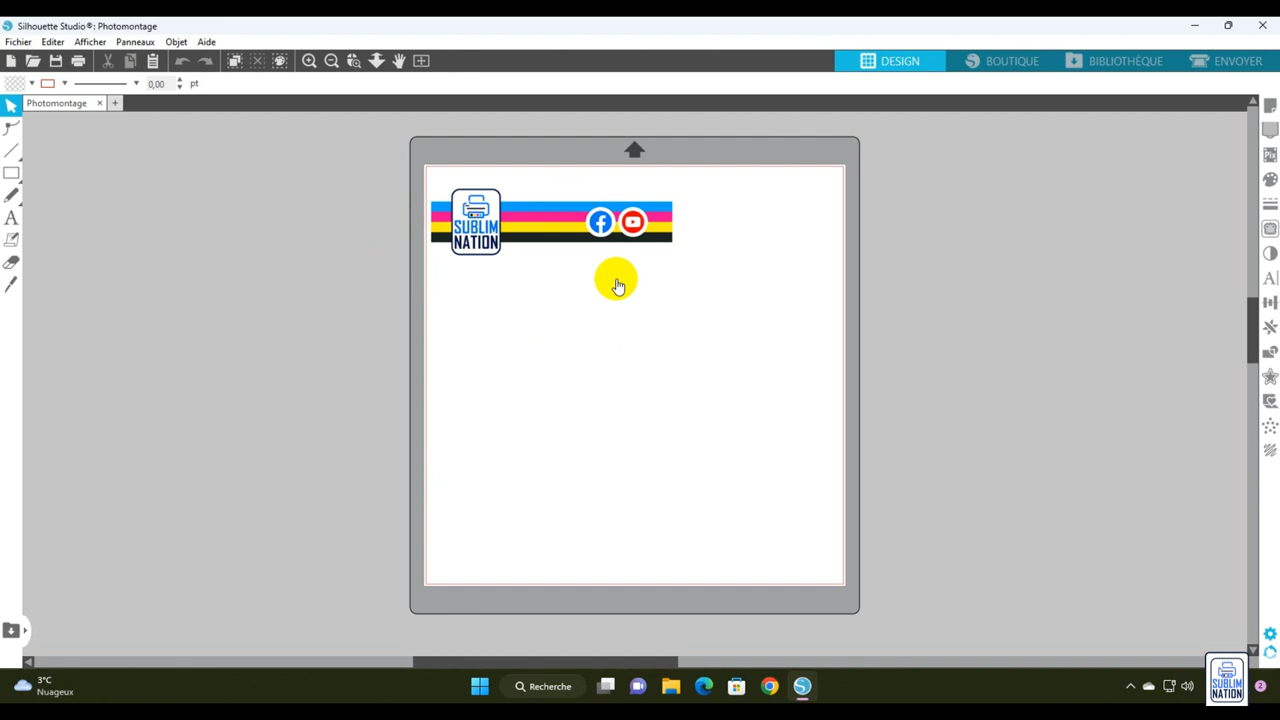 Silhouette Studio®: Photomontage
Fichier Editer Afficher Panneaux Objet Aide
DESIGN BOUTIQUE BIBLIOTHÈQUE ENVOYER
0,00 pt
Photomontage
SUBLIM
NATION
3°C
Nuageux
Recherche
SUBLIM
NATION
2